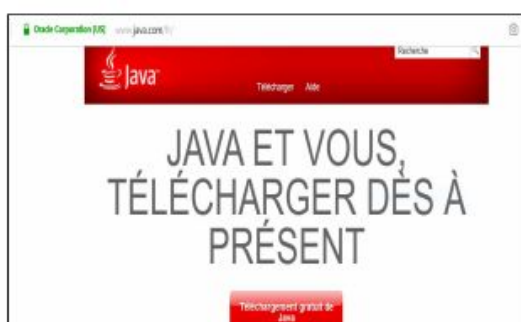 Oracle Corporation [US] www.java.com/fr/
Recherche
Java
Télécharger Aide
JAVA ET VOUS,
TÉLÉCHARGER DÈS À
PRÉSENT
Téléchargement gratuit de
Java